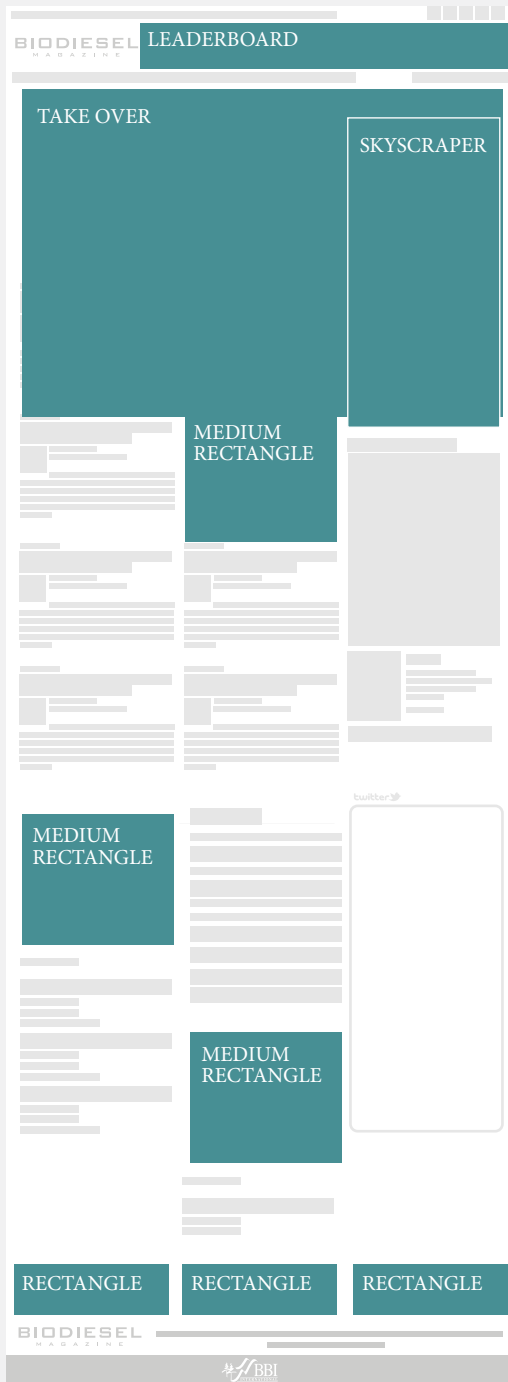 BIODIESEL
MAGAZINE
LEADERBOARD
TAKE OVER
SKYSCRAPER
MEDIUM
RECTANGLE
twitter
MEDIUM
RECTANGLE
MEDIUM
RECTANGLE
RECTANGLE
RECTANGLE
RECTANGLE
BIODIESEL
MAGAZINE
BBI